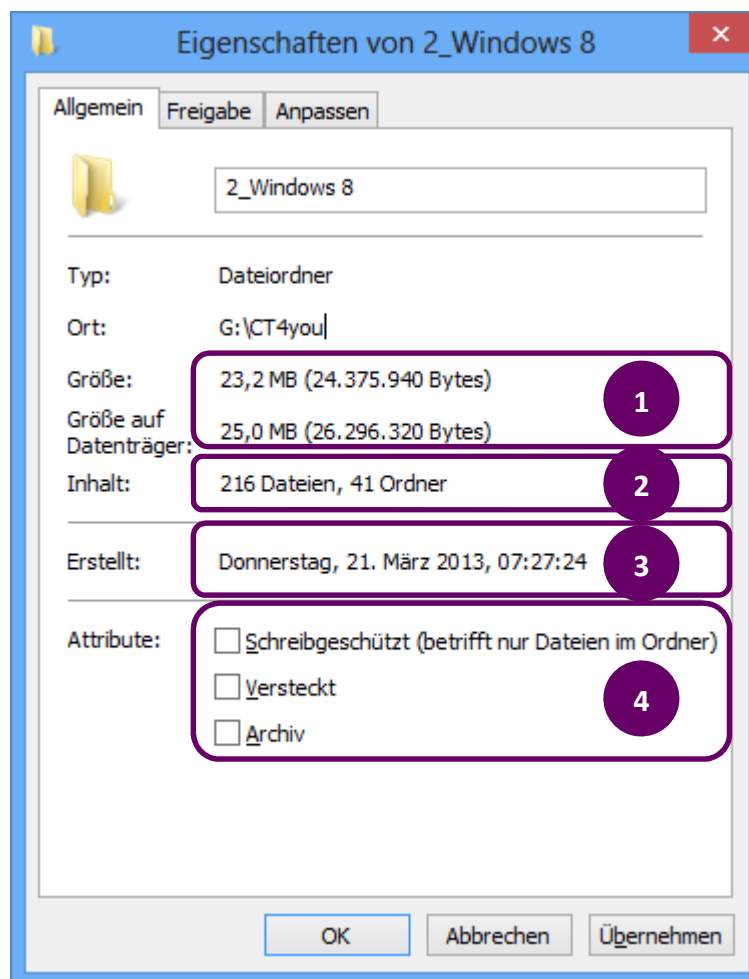 Eigenschaften von 2_Windows 8
Allgemein Freigabe Anpassen
2_Windows 8
Typ: Dateiordner
Ort: G:\CT4you
Größe: 23,2 MB (24.375.940 Bytes)
1
Größe auf
Datenträger: 25,0 MB (26.296.320 Bytes)
Inhalt: 216 Dateien, 41 Ordner 2
Erstellt: Donnerstag, 21. März 2013, 07:27:24 3
Attribute: Schreibgeschützt (betrifft nur Dateien im Ordner)
Versteckt 4
Archiv
OK Abbrechen Übernehmen